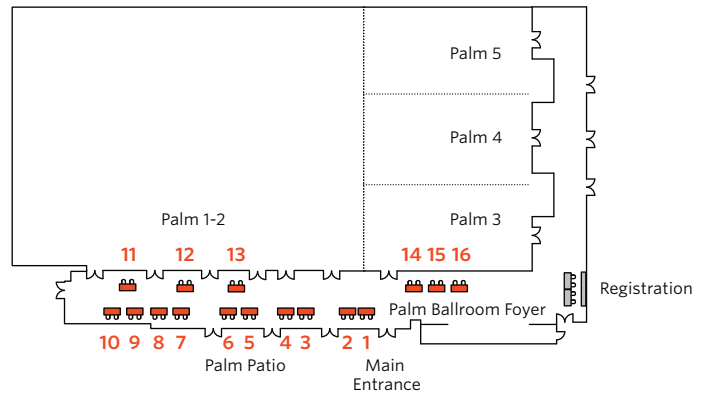 Palm 5
Palm 4
Palm 1-2
Palm 3
11
12
13
14
15
16
Registration
Palm Ballroom Foyer
10
9
8
7
6
5
4
3
2
1
Palm Patio
Main
Entrance